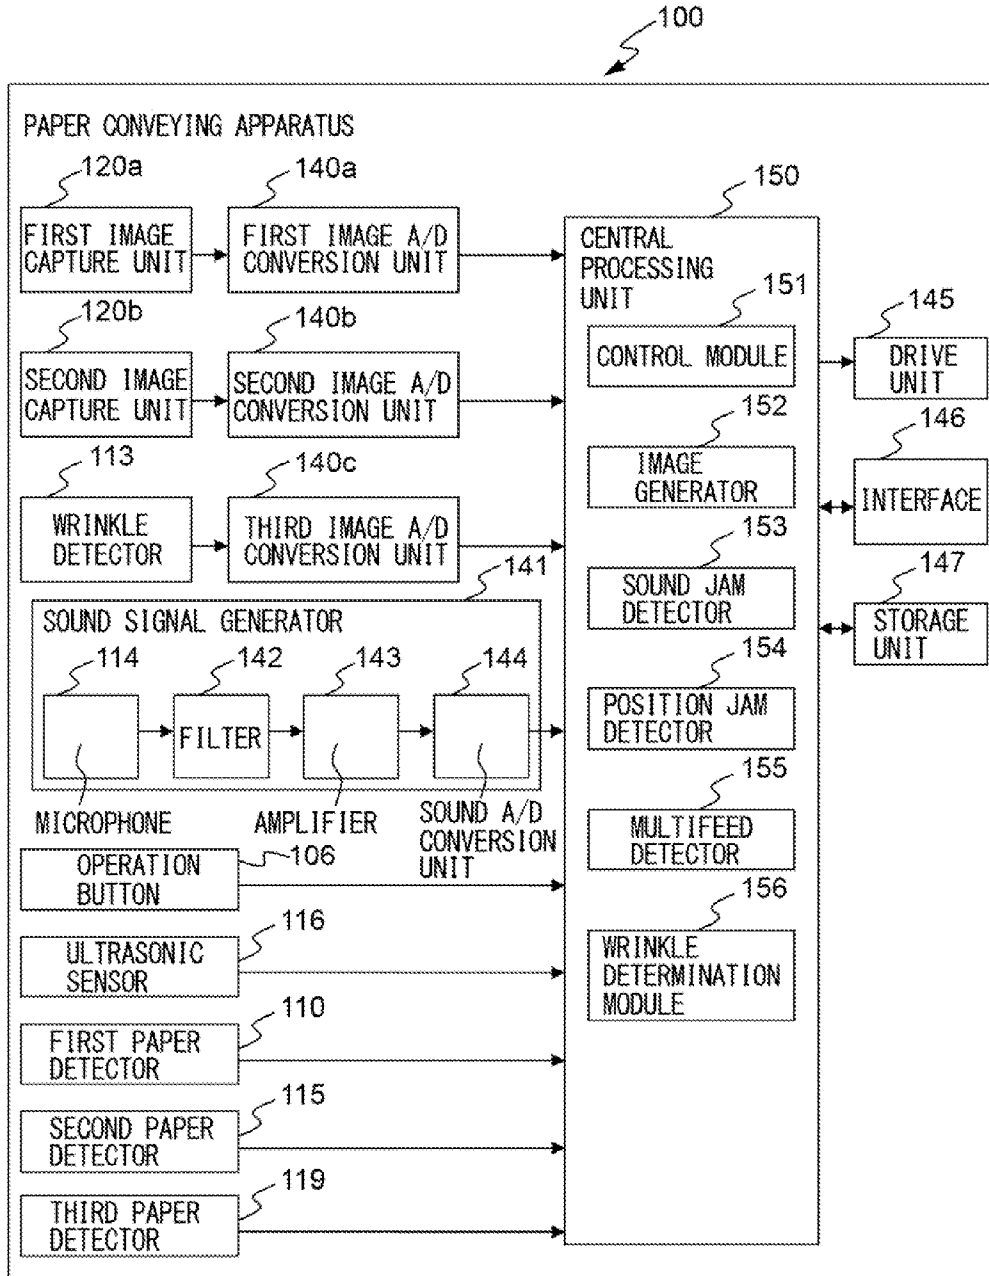 100
PAPER CONVEYING APPARATUS
120a
140a
150
FIRST IMAGE
CAPTURE UNIT
FIRST IMAGE A/D
CONVERSION UNIT
CENTRAL
PROCESSING
UNIT
120b
140b
151
145
SECOND IMAGE
CAPTURE UNIT
SECOND IMAGE A/D
CONVERSION UNIT
CONTROL MODULE
DRIVE
UNIT
113
140c
152
146
WRINKLE
DETECTOR
THIRD IMAGE A/D
CONVERSION UNIT
IMAGE
GENERATOR
INTERFACE
141
153
147
SOUND SIGNAL GENERATOR
SOUND JAM
DETECTOR
STORAGE
UNIT
114
142
143
144
154
FILTER
POSITION JAM
DETECTOR
MICROPHONE
AMPLIFIER
SOUND A/D
CONVERSION
UNIT
155
MULTIFEED
DETECTOR
106
OPERATION
BUTTON
156
116
ULTRASONIC
SENSOR
WRINKLE
DETERMINATION
MODULE
110
FIRST PAPER
DETECTOR
115
SECOND PAPER
DETECTOR
119
THIRD PAPER
DETECTOR